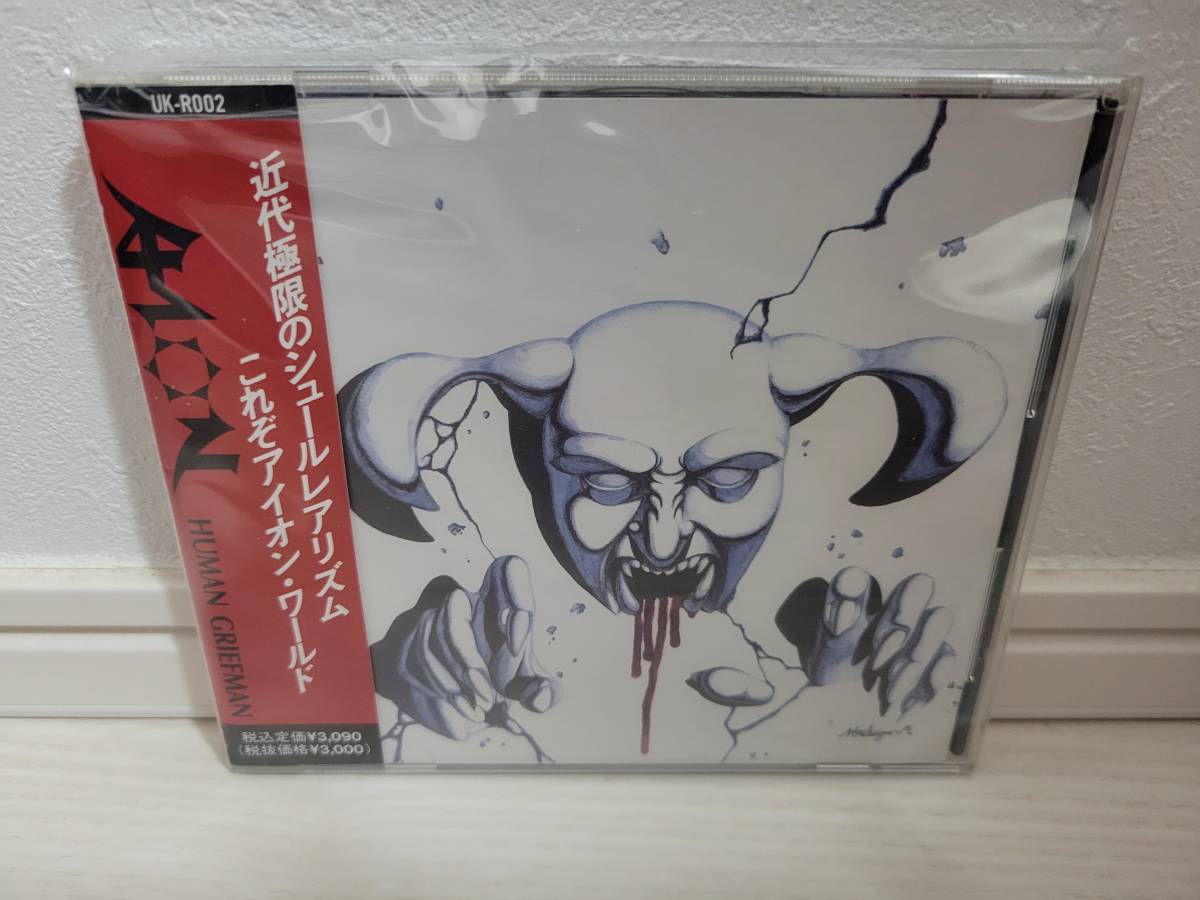 UK-R002
近代極限のシュールレアリズム
これぞアイオン・ワールド
AION
HUMAN GRIEFMAN
税込定価¥3,090
(税抜価格¥3,000)